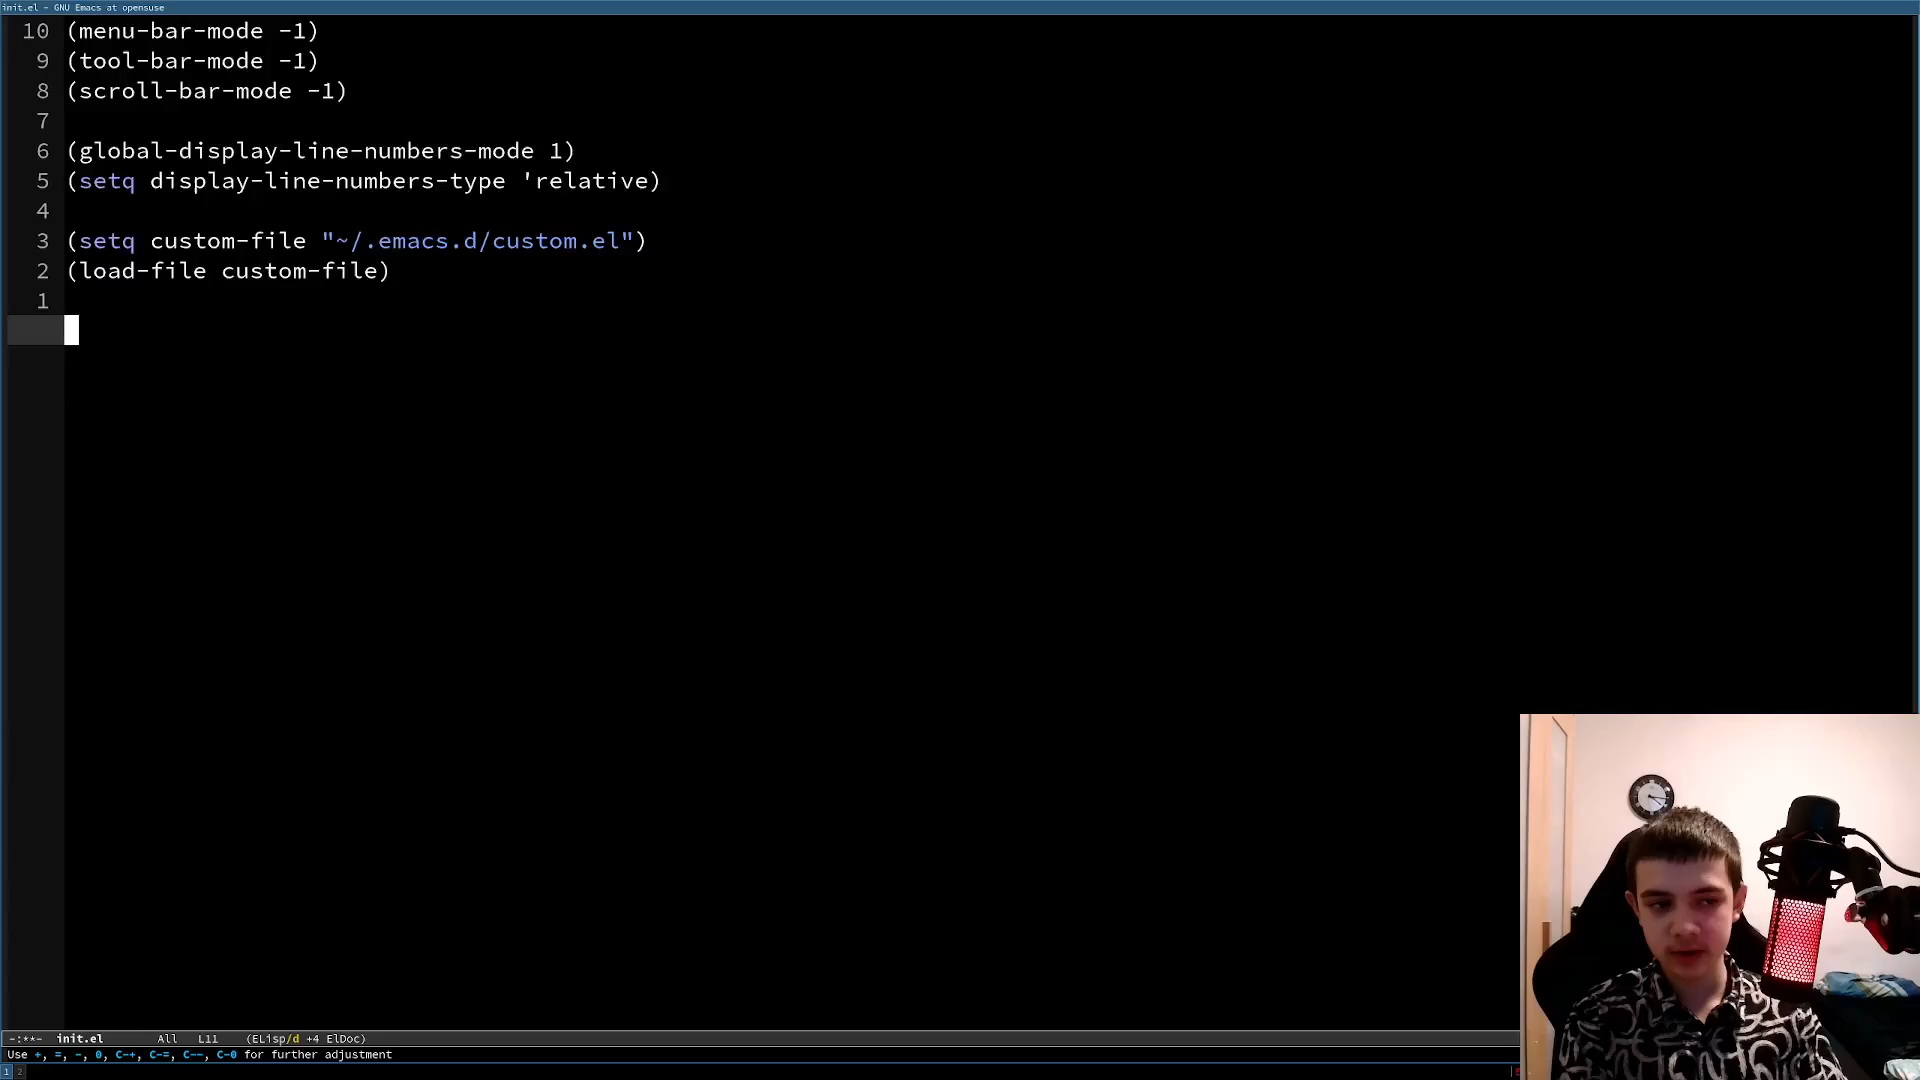 init.el - GNU Emacs at opensuse
10 (menu-bar-mode -1)
9 (tool-bar-mode -1)
8 (scroll-bar-mode -1)
7
6 (global-display-line-numbers-mode 1)
5 (setq display-line-numbers-type 'relative)
4
3 (setq custom-file "~/.emacs.d/custom.el")
2 (load-file custom-file)
1
-:**- init.el All L11 (ELisp/d +4 ElDoc)
Use +, =, -, 0, C-+, C-=, C--, C-0 for further adjustment
1 2